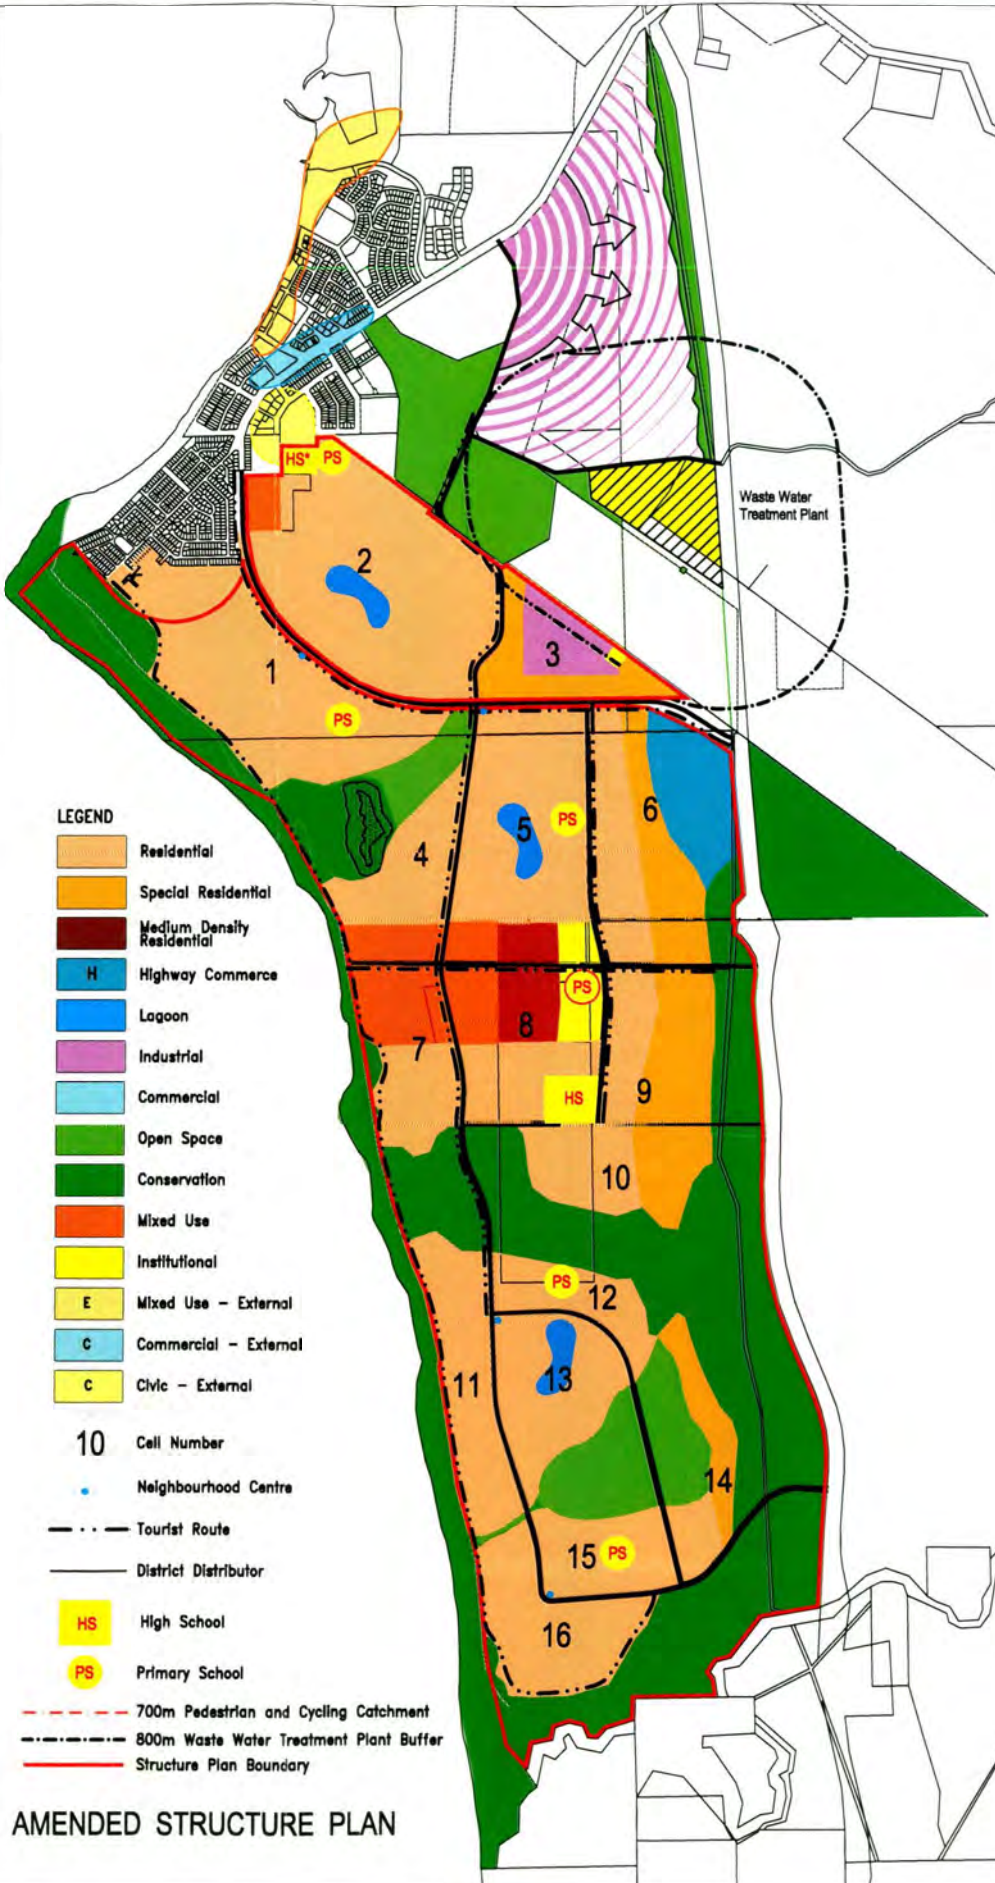 HS*
PS
Waste Water
Treatment Plant
2
3
1
PS
6
PS
5
4
PS
8
7
HS
9
10
PS
12
11
13
14
15
PS
16
LEGEND
Residential
Special Residential
Medium Density
Residential
H Highway Commerce
Lagoon
Industrial
Commercial
Open Space
Conservation
Mixed Use
Institutional
E Mixed Use - External
C Commercial - External
C Civic - External
10 Cell Number
Neighbourhood Centre
Tourist Route
District Distributor
HS High School
PS Primary School
700m Pedestrian and Cycling Catchment
800m Waste Water Treatment Plant Buffer
Structure Plan Boundary
AMENDED STRUCTURE PLAN